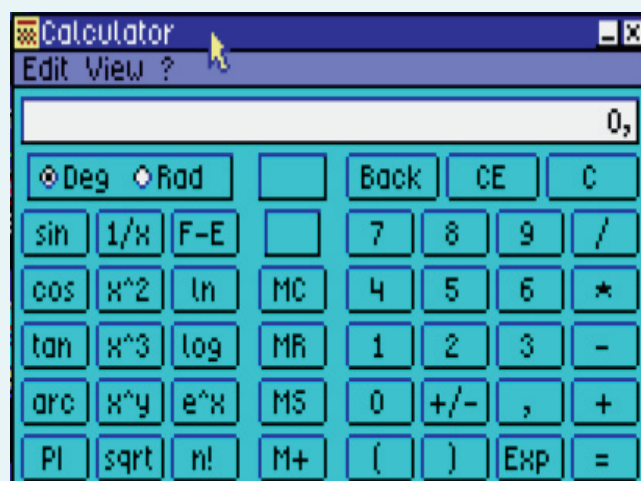 Calculator
Edit View ?
0,
Deg Rad Back CE C
sin 1/x F-E 7 8 9 /
cos x^2 ln MC 4 5 6 *
tan x^3 log MR 1 2 3 -
arc x^y e^x MS 0 +/- , +
PI sqrt n! M+ ( ) Exp =